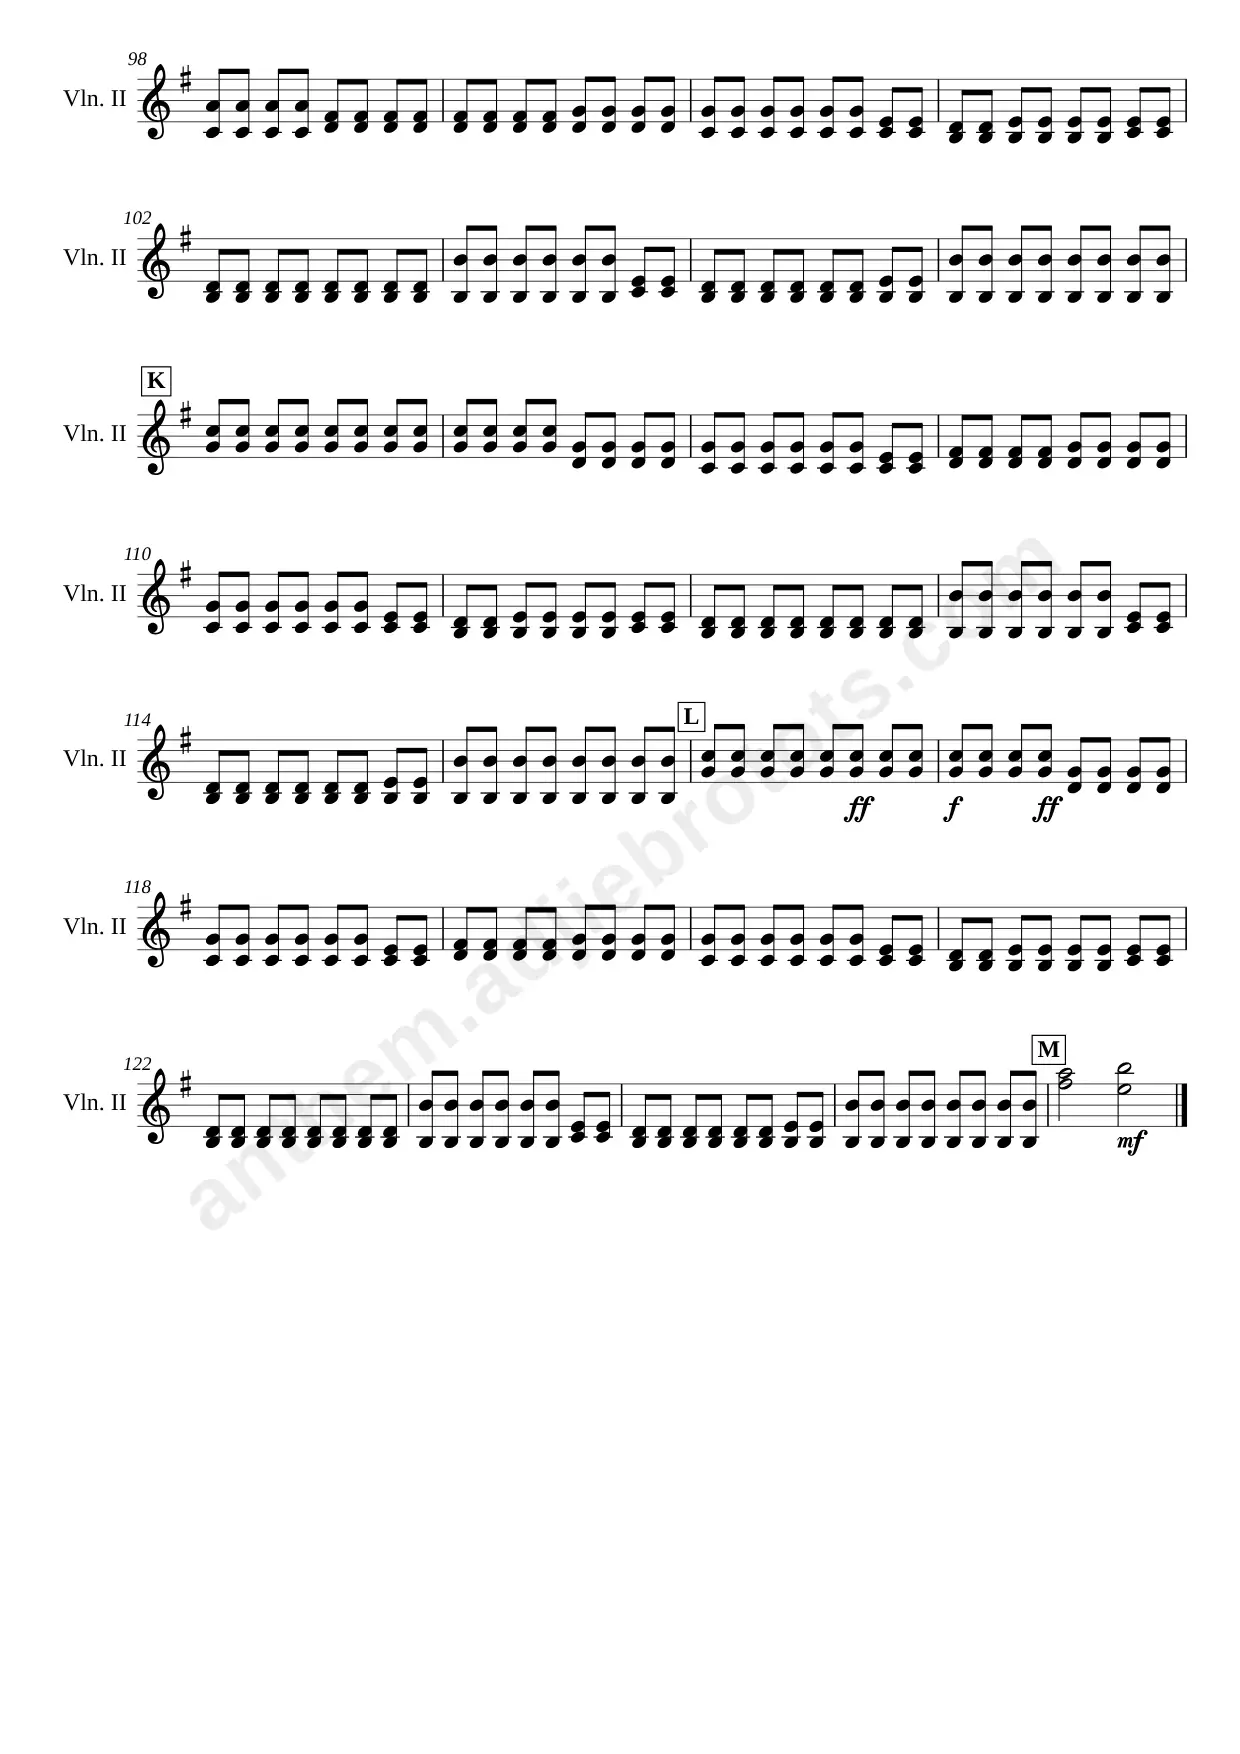 98
Vln. II
102
Vln. II
K
Vln. II
110
Vln. II
114
L
Vln. II
ff f ff
118
Vln. II
122
M
Vln. II
mf
anthem.adjiebrotots.com